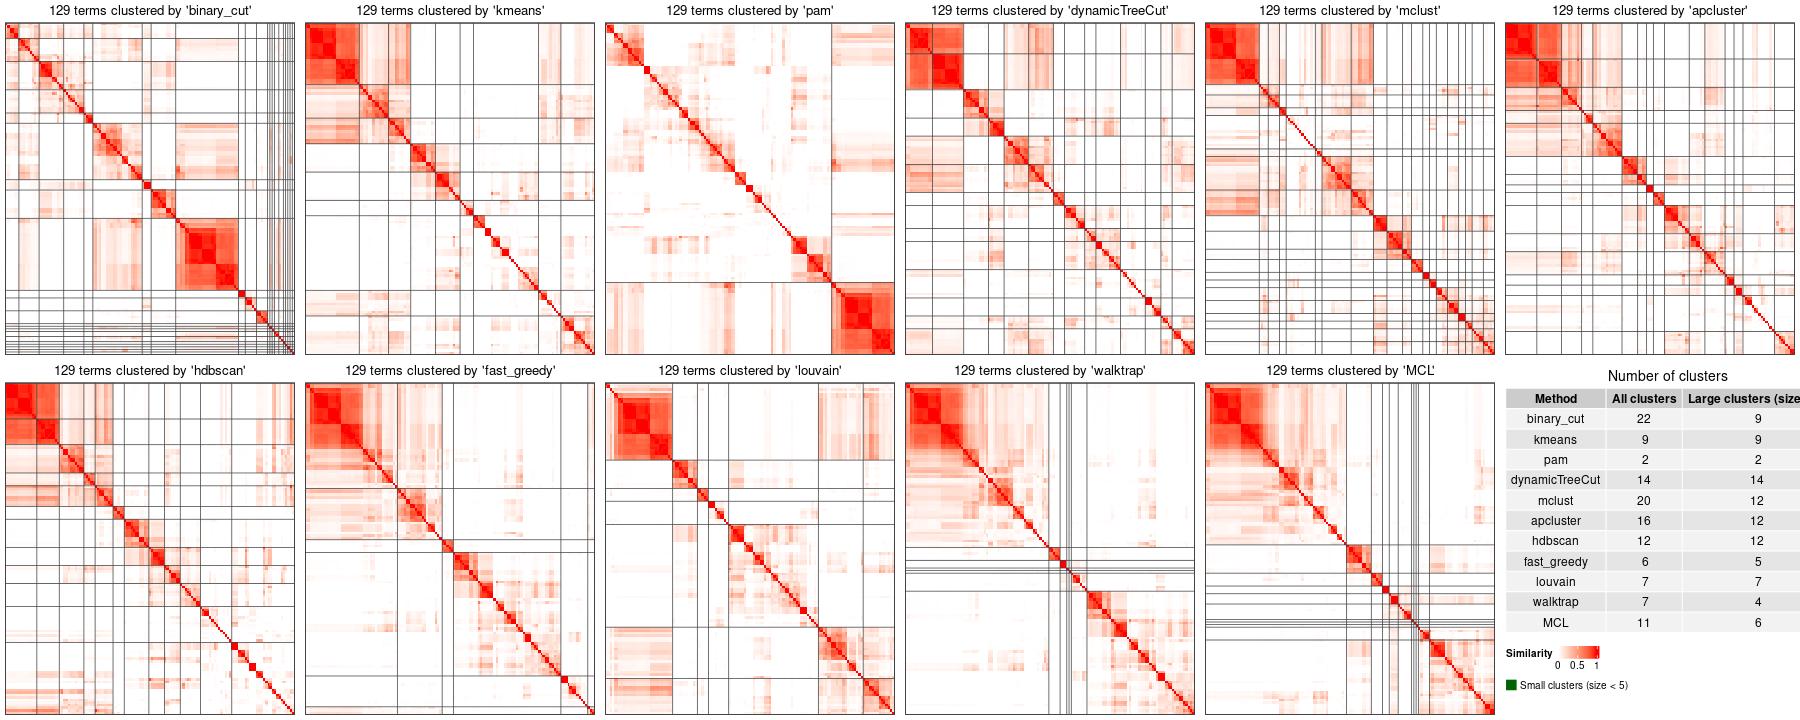 129 terms clustered by 'binary_cut'
129 terms clustered by 'kmeans'
129 terms clustered by 'pam'
129 terms clustered by 'dynamicTreeCut'
129 terms clustered by 'mclust'
129 terms clustered by 'apcluster'
129 terms clustered by 'hdbscan'
129 terms clustered by 'fast_greedy'
129 terms clustered by 'louvain'
129 terms clustered by 'walktrap'
129 terms clustered by 'MCL'
Number of clusters
Method All clusters Large clusters (size
binary_cut 22 9
kmeans 9 9
pam 2 2
dynamicTreeCut 14 14
mclust 20 12
apcluster 16 12
hdbscan 12 12
fast_greedy 6 5
louvain 7 7
walktrap 7 4
MCL 11 6
Similarity
0 0.5 1
Small clusters (size < 5)